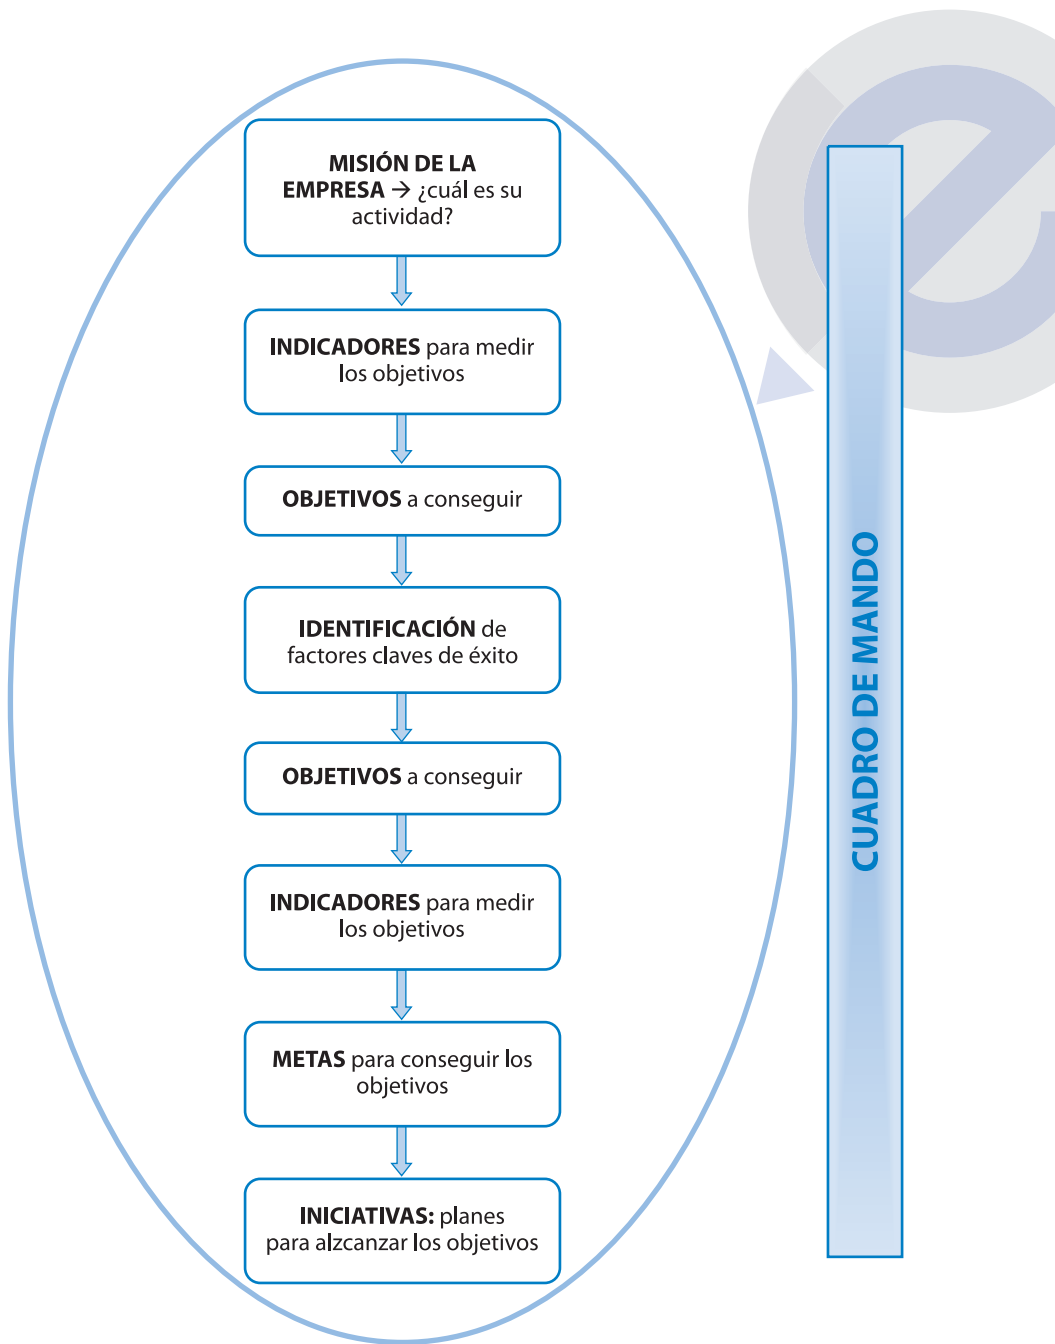 MISIÓN DE LA
EMPRESA → ¿cuál es su
actividad?
INDICADORES para medir
los objetivos
OBJETIVOS a conseguir
IDENTIFICACIÓN de
factores claves de éxito
OBJETIVOS a conseguir
INDICADORES para medir
los objetivos
METAS para conseguir los
objetivos
INICIATIVAS: planes
para alzcanzar los objetivos
CUADRO DE MANDO